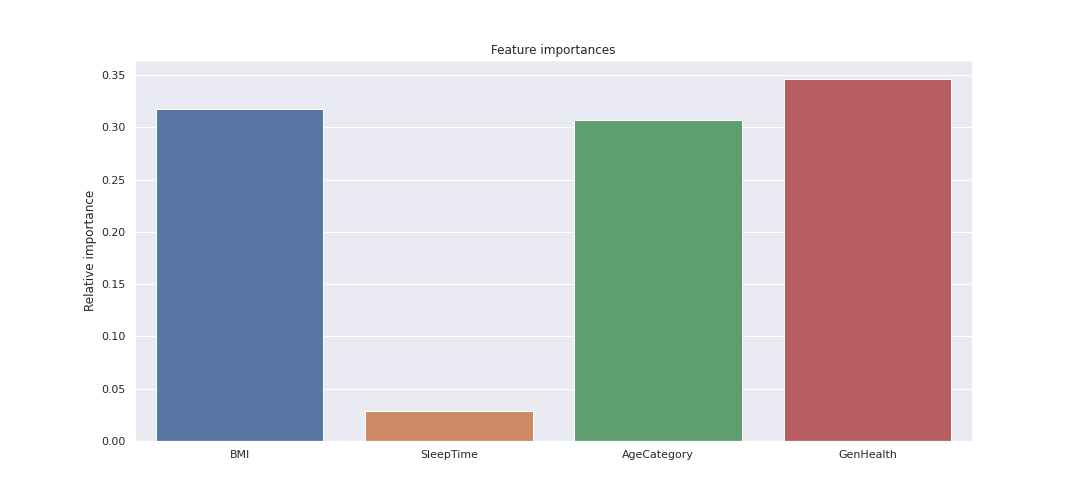 Feature importances
Relative importance
0.35
0.30
0.25
0.20
0.15
0.10
0.05
0.00
BMI
SleepTime
AgeCategory
GenHealth